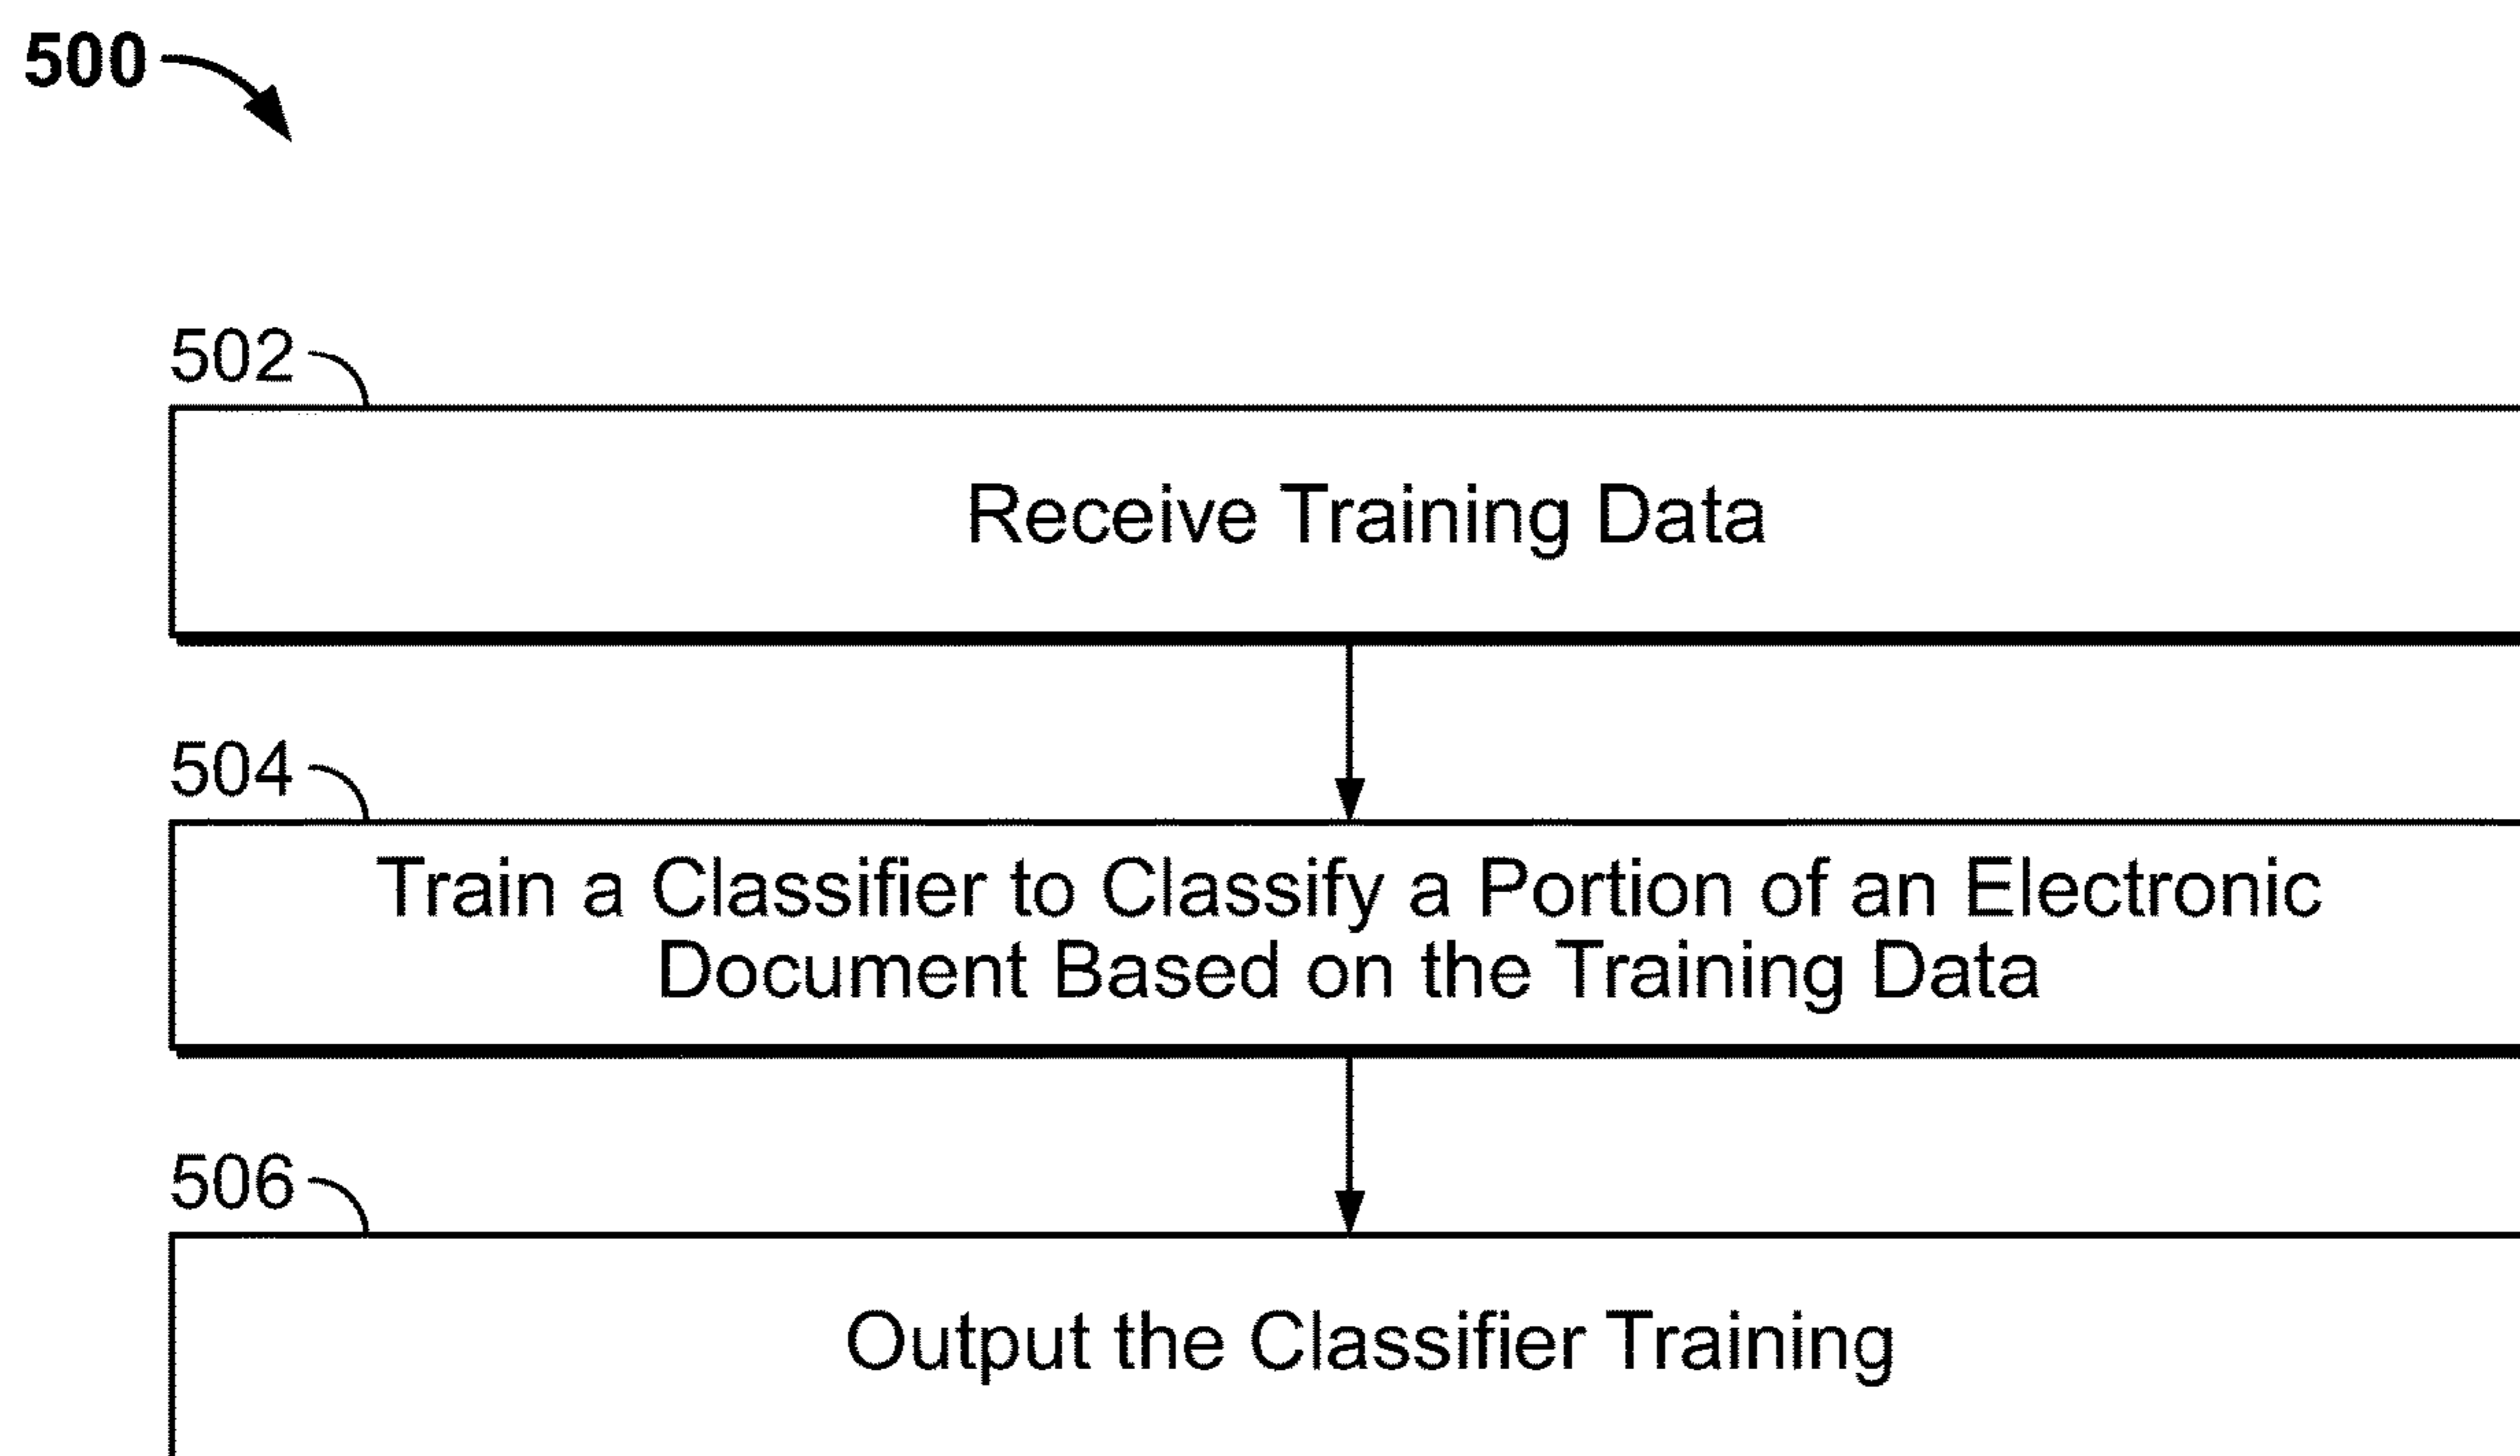 500
502
Receive Training Data
504
Train a Classifier to Classify a Portion of an Electronic
Document Based on the Training Data
506
Output the Classifier Training